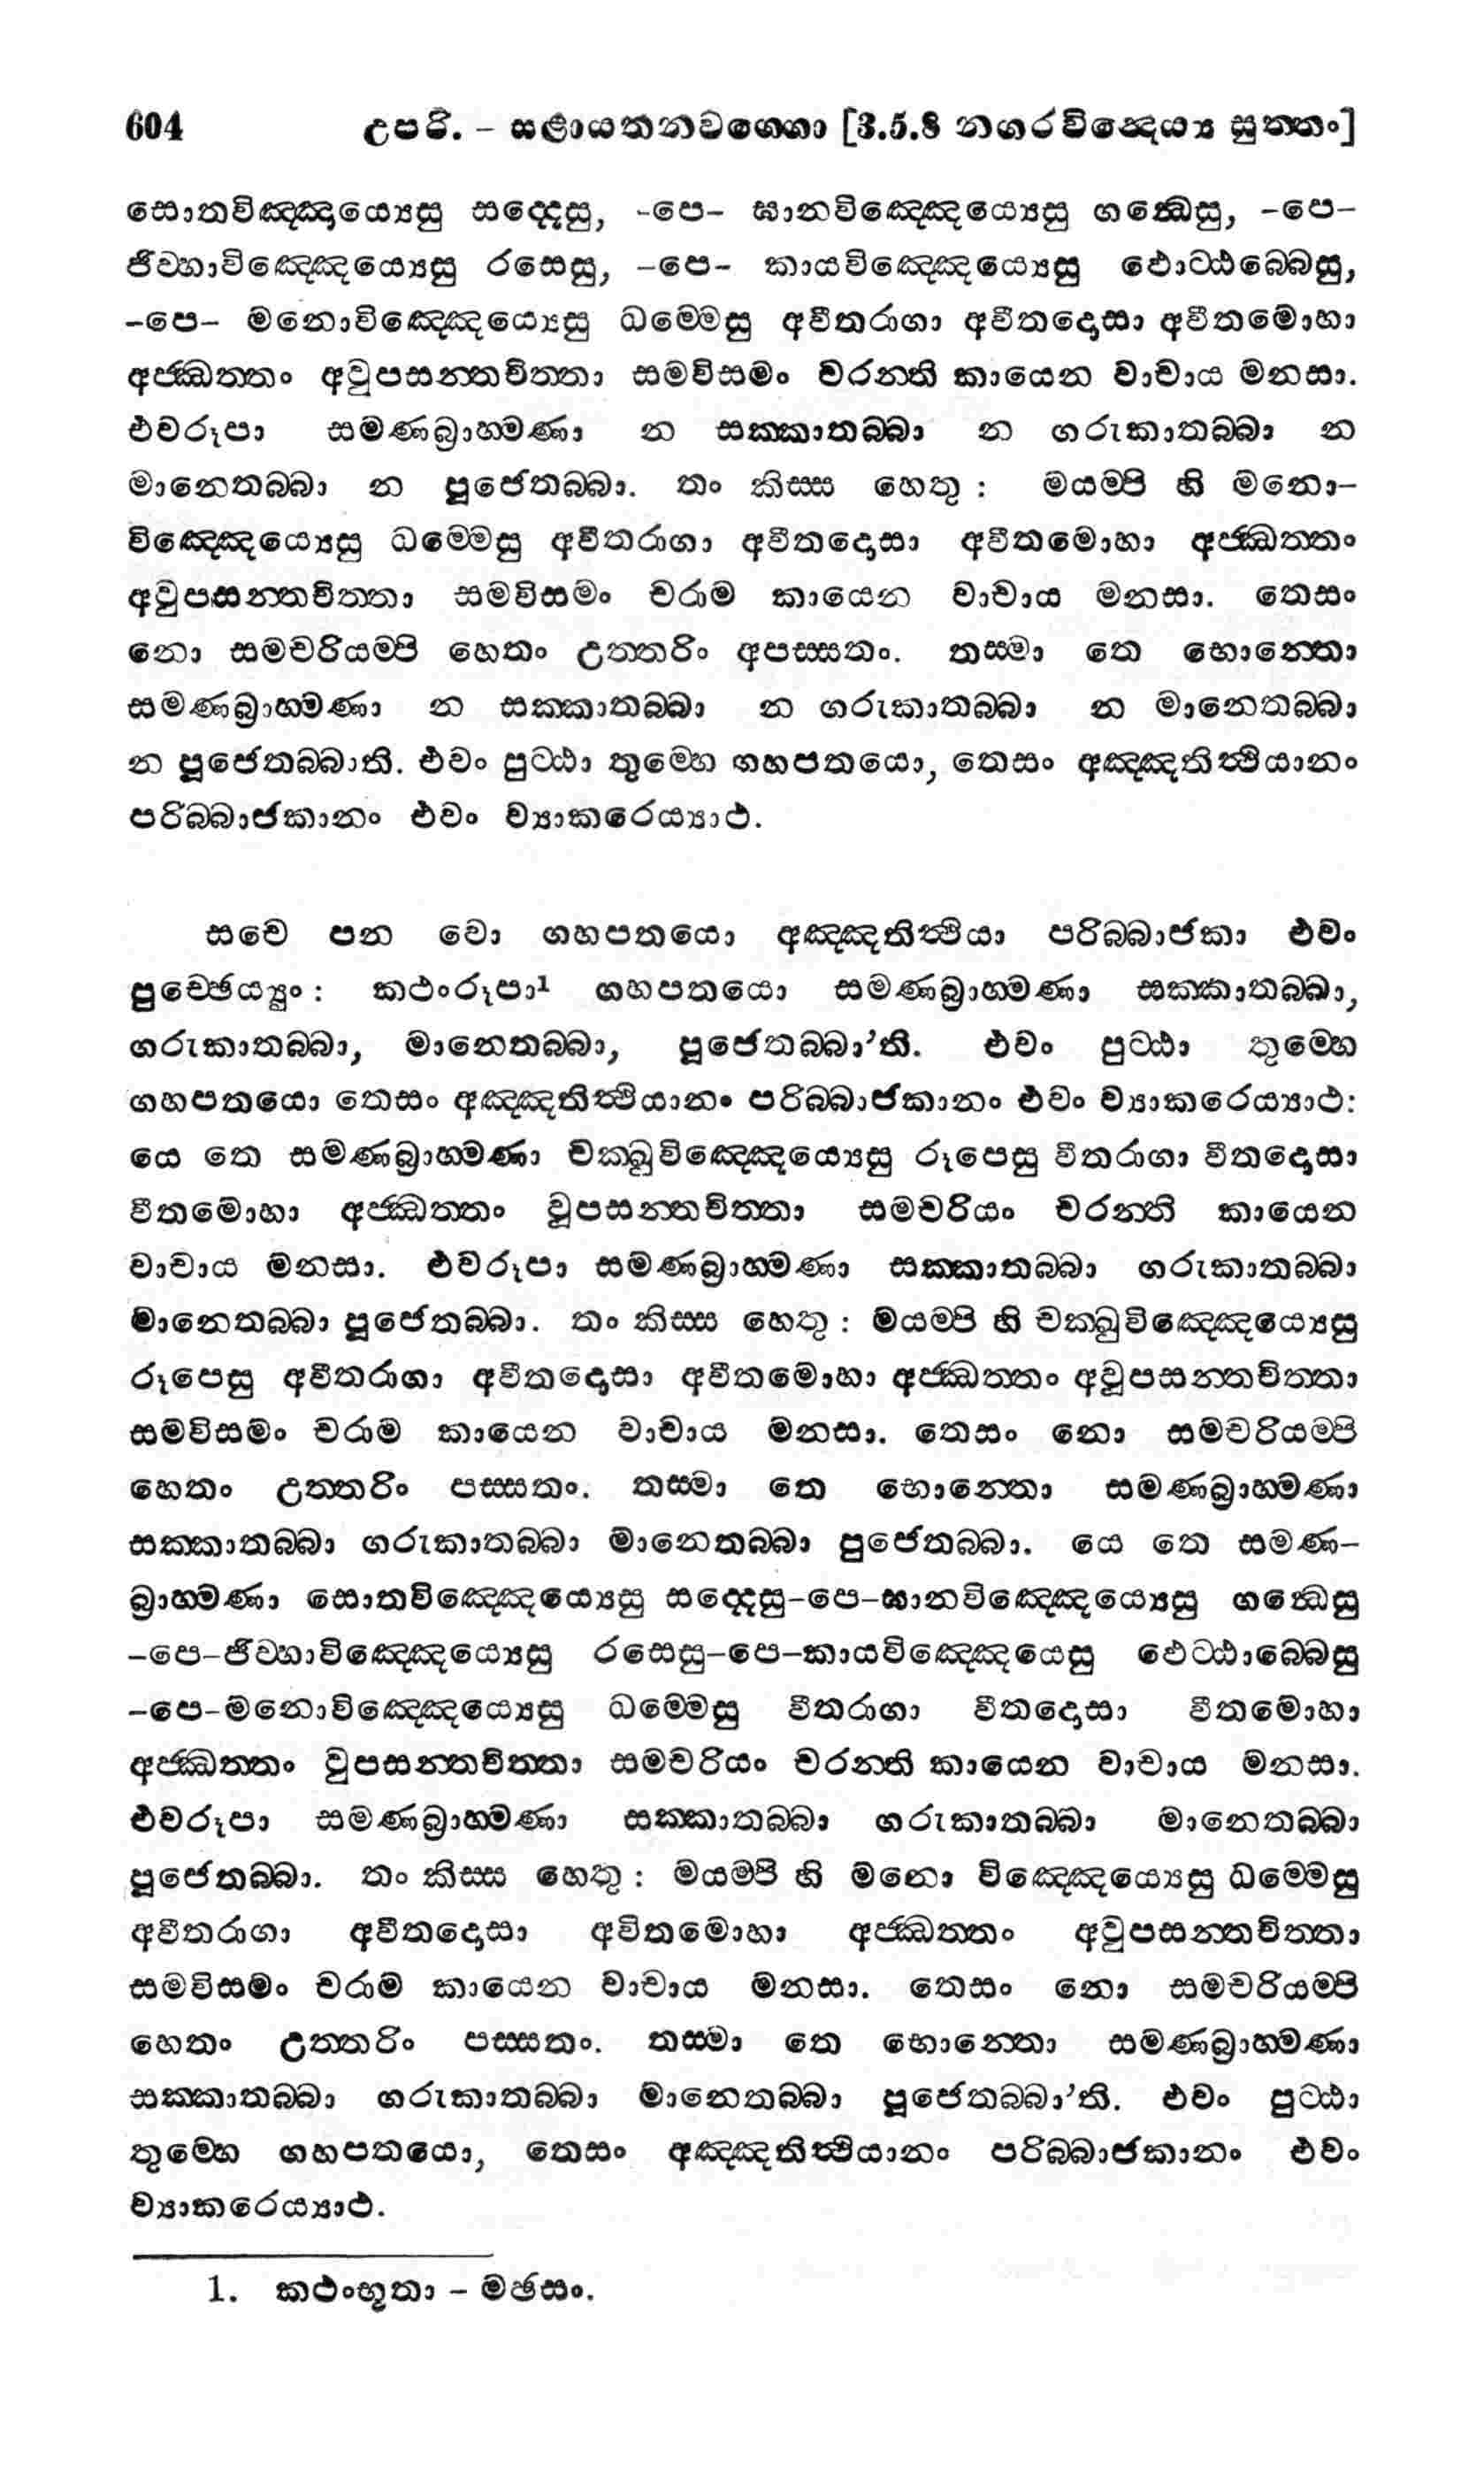 604 උපරි. - සළායතනවග්ගො [3.5.8 නගරවින්දෙය්‍ය සුත්තං]
සොතවිඤ්ඤාය්‍යෙසු සද්දෙසු, -පෙ- ඝානවිඤ්ඤෙය්‍යෙසු ගන්ධෙසු, -පෙ-
ජිව්හාවිඤ්ඤෙය්‍යෙසු රසෙසු, -පෙ- කායවිඤ්ඤෙය්‍යෙසු ඵොට්ඨබ්බෙසු,
-පෙ- මනොවිඤ්ඤෙය්‍යෙසු ධම්මෙසු අවීතරාගා අවීතදොසා අවීතමොහා
අජ්ඣත්තං අවුපසන්තචිත්තා සමවිසමං චරන්ති කායෙන වාචාය මනසා.
එවරූපා සමණබ්‍රාහ්මණා න සක්කාතබ්බා න ගරුකාතබ්බා න
මානෙතබ්බා න පූජෙතබ්බා. තං කිස්ස හෙතු : මයම්පි හි මනො-
විඤ්ඤෙය්‍යෙසු ධම්මෙසු අවීතරාගා අවීතදොසා අවීතමොහා අජ්ඣත්තං
අවුපසන්තචිත්තා සමවිසමං චරාම කායෙන වාචාය මනසා. තෙසං
නො සමචරියම්පි හෙතං උත්තරිං අපස්සතං. තස්මා තෙ භොන්තො
සමණබ්‍රාහ්මණා න සක්කාතබ්බා න ගරුකාතබ්බා න මානෙතබ්බා
න පූජෙතබ්බාති. එවං පුට්ඨා තුම්හෙ ගහපතයො, තෙසං අඤ්ඤතිත්ථියානං
පරිබ්බාජකානං එවං ව්‍යාකරෙය්‍යාථ.
සචෙ පන වො ගහපතයො අඤ්ඤතිත්ථියා පරිබ්බාජකා එවං
පුච්ඡෙය්‍යුං : කථංරූපා¹ ගහපතයො සමණබ්‍රාහ්මණා සක්කාතබ්බා,
ගරුකාතබ්බා, මානෙතබ්බා, පූජෙතබ්බා'ති. එවං පුට්ඨා තුම්හෙ
ගහපතයො තෙසං අඤ්ඤතිත්ථියානං පරිබ්බාජකානං එවං ව්‍යාකරෙය්‍යාථ:
යෙ තෙ සමණබ්‍රාහ්මණා චක්ඛුවිඤ්ඤෙය්‍යෙසු රූපෙසු වීතරාගා වීතදොසා
වීතමොහා අජ්ඣත්තං වූපසන්තචිත්තා සමචරියං චරන්ති කායෙන
වාචාය මනසා. එවරූපා සමණබ්‍රාහ්මණා සක්කාතබ්බා ගරුකාතබ්බා
මානෙතබ්බා පූජෙතබ්බා. තං කිස්ස හෙතු : මයම්පි හි චක්ඛුවිඤ්ඤෙය්‍යෙසු
රූපෙසු අවීතරාගා අවීතදොසා අවීතමොහා අජ්ඣත්තං අවූපසන්තචිත්තා
සමවිසමං චරාම කායෙන වාචාය මනසා. තෙසං නො සමචරියම්පි
හෙතං උත්තරිං පස්සතං. තස්මා තෙ භොන්තො සමණබ්‍රාහ්මණා
සක්කාතබ්බා ගරුකාතබ්බා මානෙතබ්බා පුජෙතබ්බා. යෙ තෙ සමණ-
බ්‍රාහ්මණා සොතවිඤ්ඤෙය්‍යෙසු සද්දෙසු-පෙ-ඝානවිඤ්ඤෙය්‍යෙසු ගන්ධෙසු
-පෙ-ජිව්හාවිඤ්ඤෙය්‍යෙසු රසෙසු-පෙ-කායවිඤ්ඤෙයෙසු ඵෙට්ඨාබ්බෙසු
-පෙ-මනොවිඤ්ඤෙය්‍යෙසු ධම්මෙසු වීතරාගා වීතදොසා වීතමොහා
අජ්ඣත්තං වුපසන්තචිත්තා සමචරියං චරන්ති කායෙන වාචාය මනසා.
එවරූපා සමණබ්‍රාහ්මණා සක්කාතබ්බා ගරුකාතබ්බා මානෙතබ්බා
පූජෙතබ්බා. තං කිස්ස හෙතු : මයම්පි හි මනො විඤ්ඤෙය්‍යෙසු ධම්මෙසු
අවීතරාගා අවීතදොසා අවිතමොහා අජ්ඣත්තං අවුපසන්තචිත්තා
සමවිසමං චරාම කායෙන වාචාය මනසා. තෙසං නො සමචරියම්පි
හෙතං උත්තරිං පස්සතං. තස්මා තෙ භොන්තො සමණබ්‍රාහ්මණා
සක්කාතබ්බා ගරුකාතබ්බා මානෙතබ්බා පූජෙතබ්බා'ති. එවං පුට්ඨා
තුම්හෙ ගහපතයො, තෙසං අඤ්ඤතිත්ථියානං පරිබ්බාජකානං එවං
ව්‍යාකරෙය්‍යාථ.
1. කථංභූතා - මඡසං.